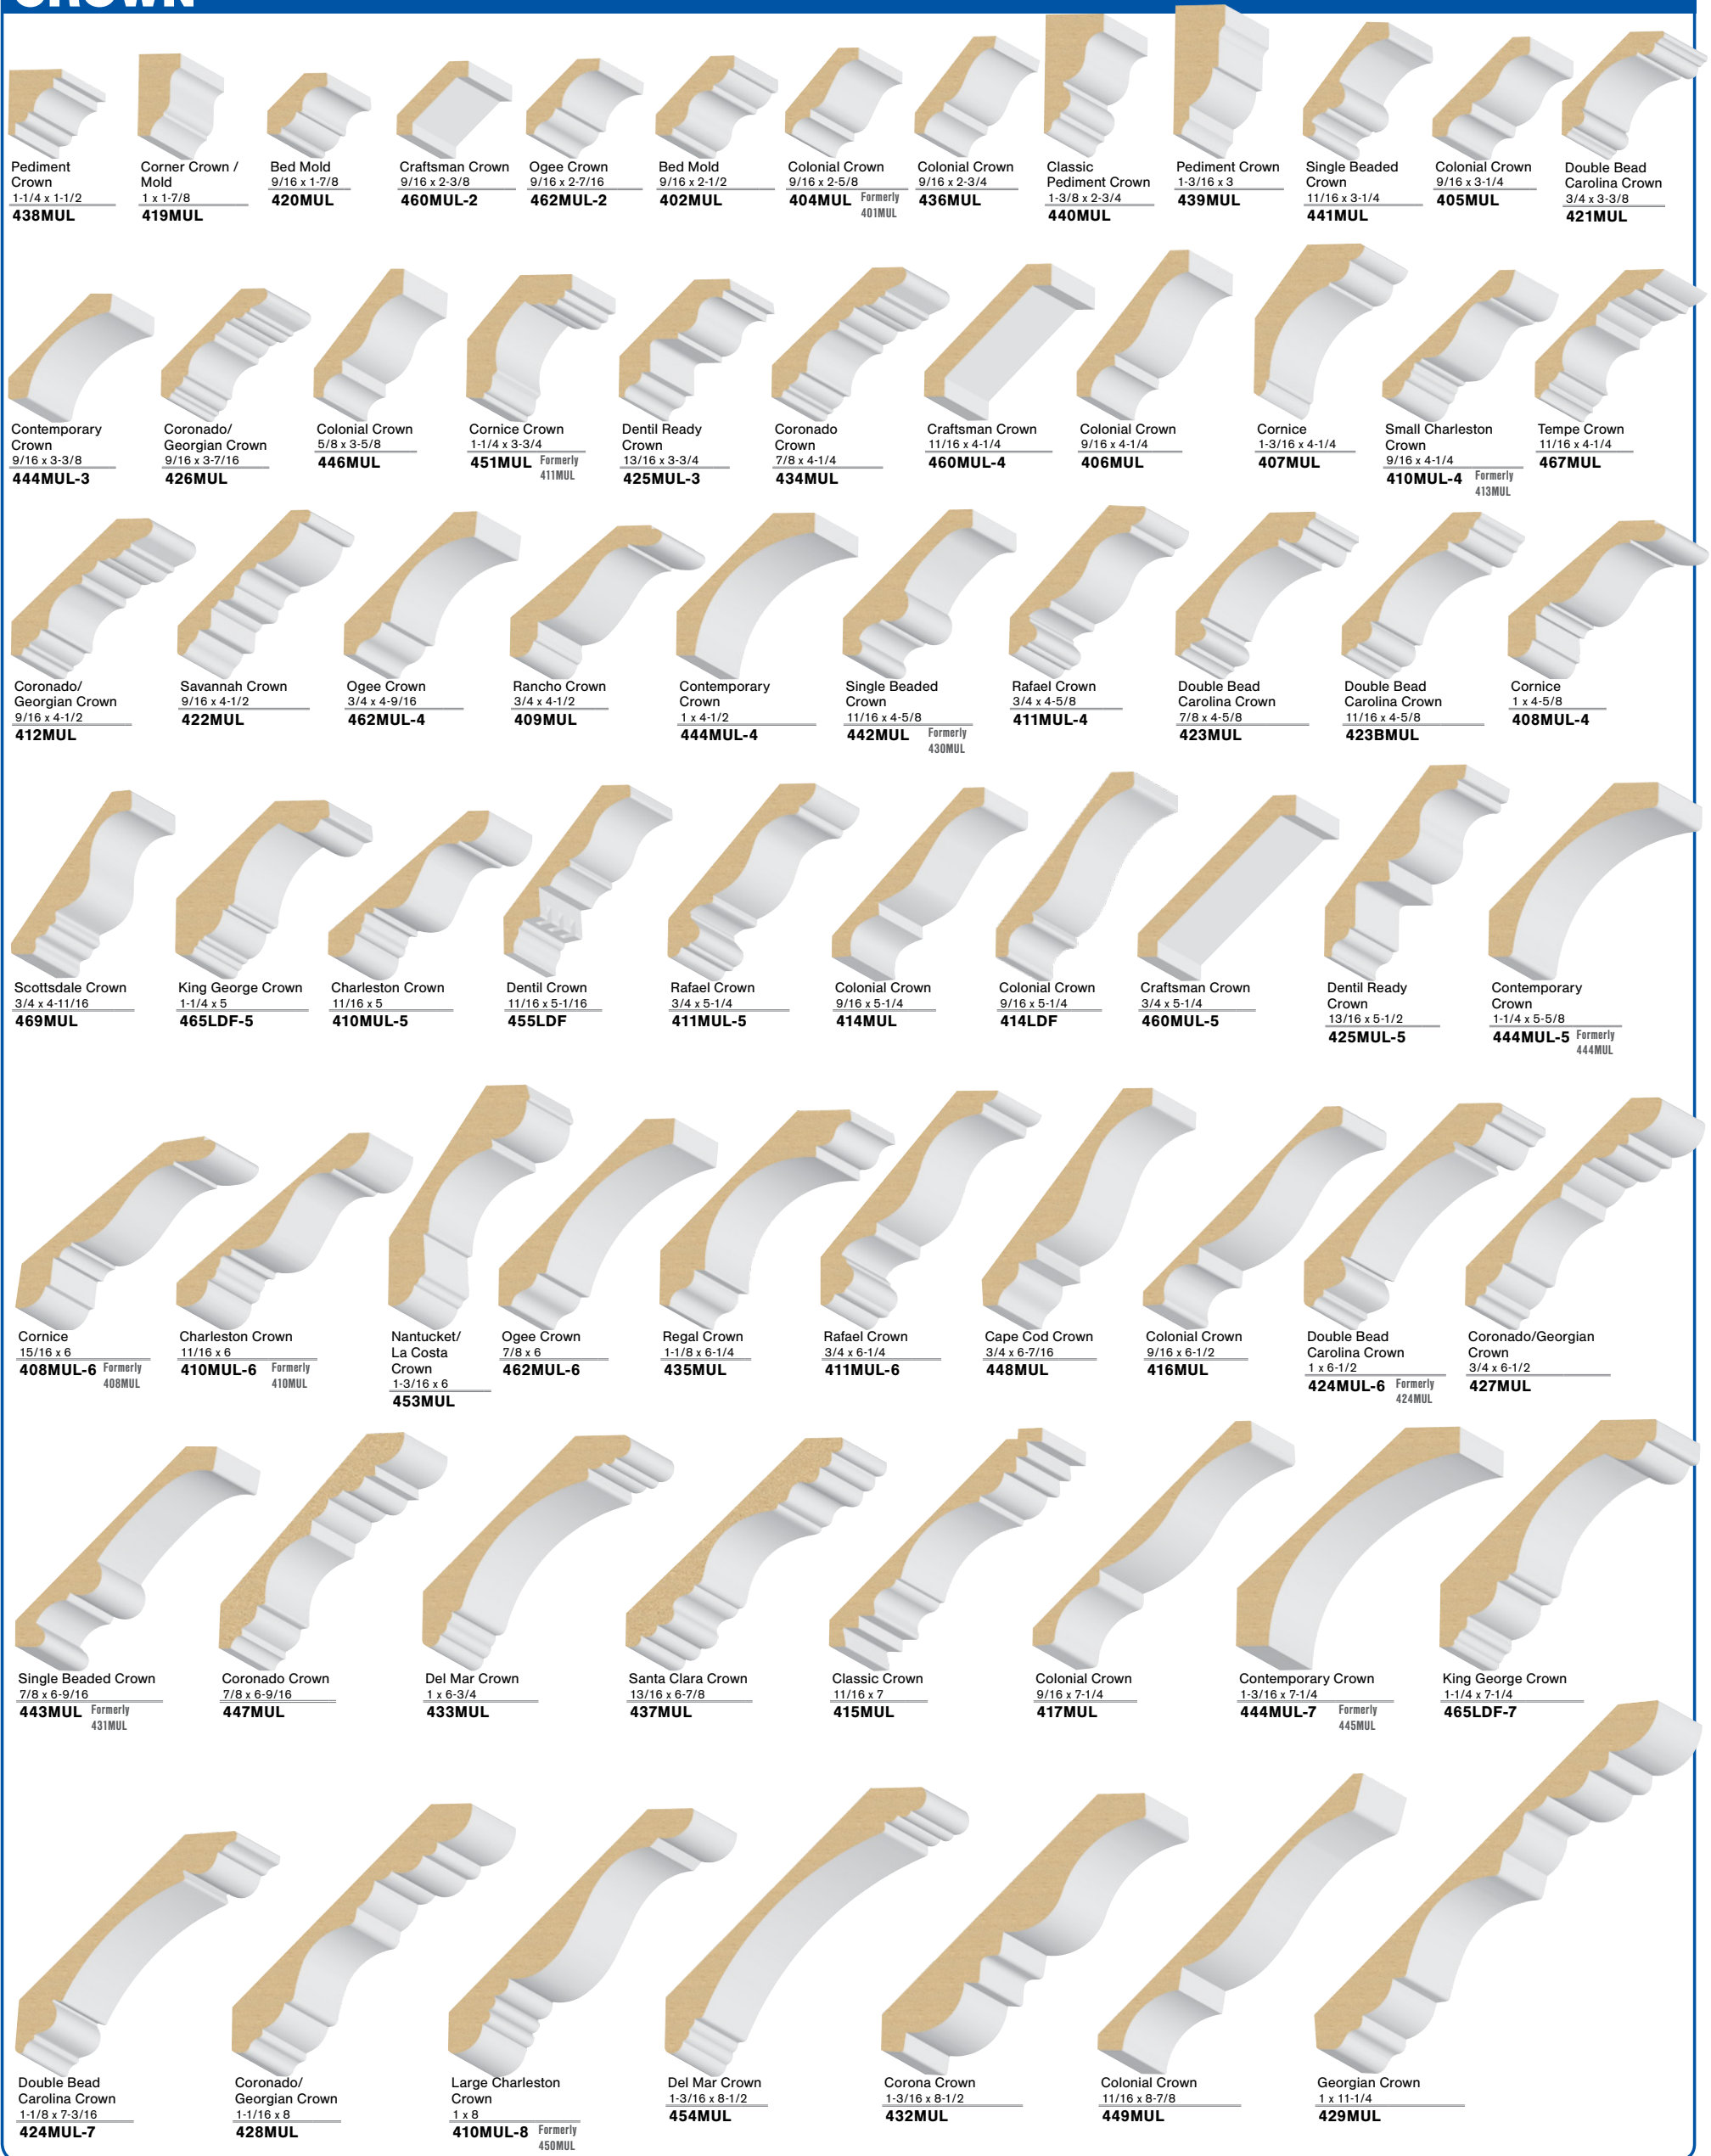 CROWN
Pediment
Crown
1-1/4 x 1-1/2
438MUL
Corner Crown /
Mold
1 x 1-7/8
419MUL
Bed Mold
9/16 x 1-7/8
420MUL
Craftsman Crown
9/16 x 2-3/8
460MUL-2
Ogee Crown
9/16 x 2-7/16
462MUL-2
Bed Mold
9/16 x 2-1/2
402MUL
Colonial Crown
9/16 x 2-5/8
404MUL Formerly
401MUL
Colonial Crown
9/16 x 2-3/4
436MUL
Classic
Pediment Crown
1-3/8 x 2-3/4
440MUL
Pediment Crown
1-3/16 x 3
439MUL
Single Beaded
Crown
11/16 x 3-1/4
441MUL
Colonial Crown
9/16 x 3-1/4
405MUL
Double Bead
Carolina Crown
3/4 x 3-3/8
421MUL
Contemporary
Crown
9/16 x 3-3/8
444MUL-3
Coronado/
Georgian Crown
9/16 x 3-7/16
426MUL
Colonial Crown
5/8 x 3-5/8
446MUL
Cornice Crown
1-1/4 x 3-3/4
451MUL Formerly
411MUL
Dentil Ready
Crown
13/16 x 3-3/4
425MUL-3
Coronado
Crown
7/8 x 4-1/4
434MUL
Craftsman Crown
11/16 x 4-1/4
460MUL-4
Colonial Crown
9/16 x 4-1/4
406MUL
Cornice
1-3/16 x 4-1/4
407MUL
Small Charleston
Crown
9/16 x 4-1/4
410MUL-4 Formerly
413MUL
Tempe Crown
11/16 x 4-1/4
467MUL
Coronado/
Georgian Crown
9/16 x 4-1/2
412MUL
Savannah Crown
9/16 x 4-1/2
422MUL
Ogee Crown
3/4 x 4-9/16
462MUL-4
Rancho Crown
3/4 x 4-1/2
409MUL
Contemporary
Crown
1 x 4-1/2
444MUL-4
Single Beaded
Crown
11/16 x 4-5/8
442MUL Formerly
430MUL
Rafael Crown
3/4 x 4-5/8
411MUL-4
Double Bead
Carolina Crown
7/8 x 4-5/8
423MUL
Double Bead
Carolina Crown
11/16 x 4-5/8
423BMUL
Cornice
1 x 4-5/8
408MUL-4
Scottsdale Crown
3/4 x 4-11/16
469MUL
King George Crown
1-1/4 x 5
465LDF-5
Charleston Crown
11/16 x 5
410MUL-5
Dentil Crown
11/16 x 5-1/16
455LDF
Rafael Crown
3/4 x 5-1/4
411MUL-5
Colonial Crown
9/16 x 5-1/4
414MUL
Colonial Crown
9/16 x 5-1/4
414LDF
Craftsman Crown
3/4 x 5-1/4
460MUL-5
Dentil Ready
Crown
13/16 x 5-1/2
425MUL-5
Contemporary
Crown
1-1/4 x 5-5/8
444MUL-5 Formerly
444MUL
Cornice
15/16 x 6
408MUL-6 Formerly
408MUL
Charleston Crown
11/16 x 6
410MUL-6 Formerly
410MUL
Nantucket/
La Costa
Crown
1-3/16 x 6
453MUL
Ogee Crown
7/8 x 6
462MUL-6
Regal Crown
1-1/8 x 6-1/4
435MUL
Rafael Crown
3/4 x 6-1/4
411MUL-6
Cape Cod Crown
3/4 x 6-7/16
448MUL
Colonial Crown
9/16 x 6-1/2
416MUL
Double Bead
Carolina Crown
1 x 6-1/2
424MUL-6 Formerly
424MUL
Coronado/Georgian
Crown
3/4 x 6-1/2
427MUL
Single Beaded Crown
7/8 x 6-9/16
443MUL Formerly
431MUL
Coronado Crown
7/8 x 6-9/16
447MUL
Del Mar Crown
1 x 6-3/4
433MUL
Santa Clara Crown
13/16 x 6-7/8
437MUL
Classic Crown
11/16 x 7
415MUL
Colonial Crown
9/16 x 7-1/4
417MUL
Contemporary Crown
1-3/16 x 7-1/4
444MUL-7 Formerly
445MUL
King George Crown
1-1/4 x 7-1/4
465LDF-7
Double Bead
Carolina Crown
1-1/8 x 7-3/16
424MUL-7
Coronado/
Georgian Crown
1-1/16 x 8
428MUL
Large Charleston
Crown
1 x 8
410MUL-8 Formerly
450MUL
Del Mar Crown
1-3/16 x 8-1/2
454MUL
Corona Crown
1-3/16 x 8-1/2
432MUL
Colonial Crown
11/16 x 8-7/8
449MUL
Georgian Crown
1 x 11-1/4
429MUL